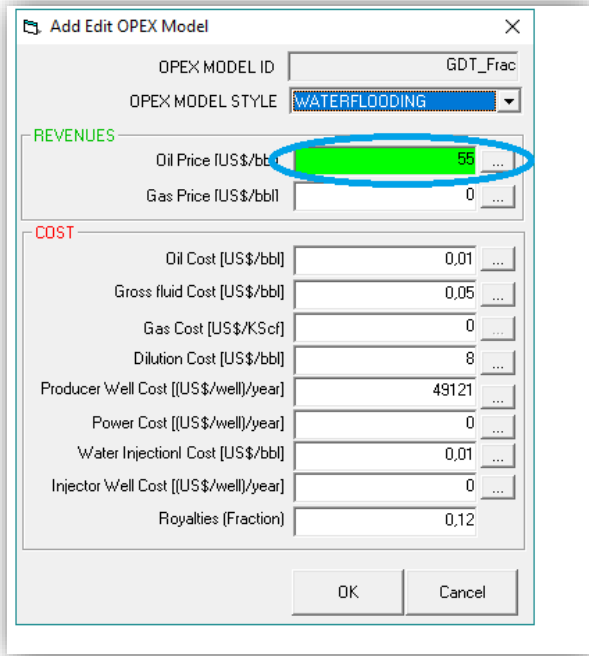 Add Edit OPEX Model
OPEX MODEL ID GDT_Frac
OPEX MODEL STYLE WATERFLOODING
REVENUES
Oil Price [US$/bbl] 55 ...
Gas Price [US$/bbl] 0 ...
COST
Oil Cost [US$/bbl] 0,01 ...
Gross fluid Cost [US$/bbl] 0,05 ...
Gas Cost [US$/KScf] 0 ...
Dilution Cost [US$/bbl] 8 ...
Producer Well Cost [(US$/well)/year] 49121 ...
Power Cost [(US$/well)/year] 0 ...
Water Injectionl Cost [US$/bbl] 0,01 ...
Injector Well Cost [(US$/well)/year] 0 ...
Royalties (Fraction) 0,12
OK Cancel